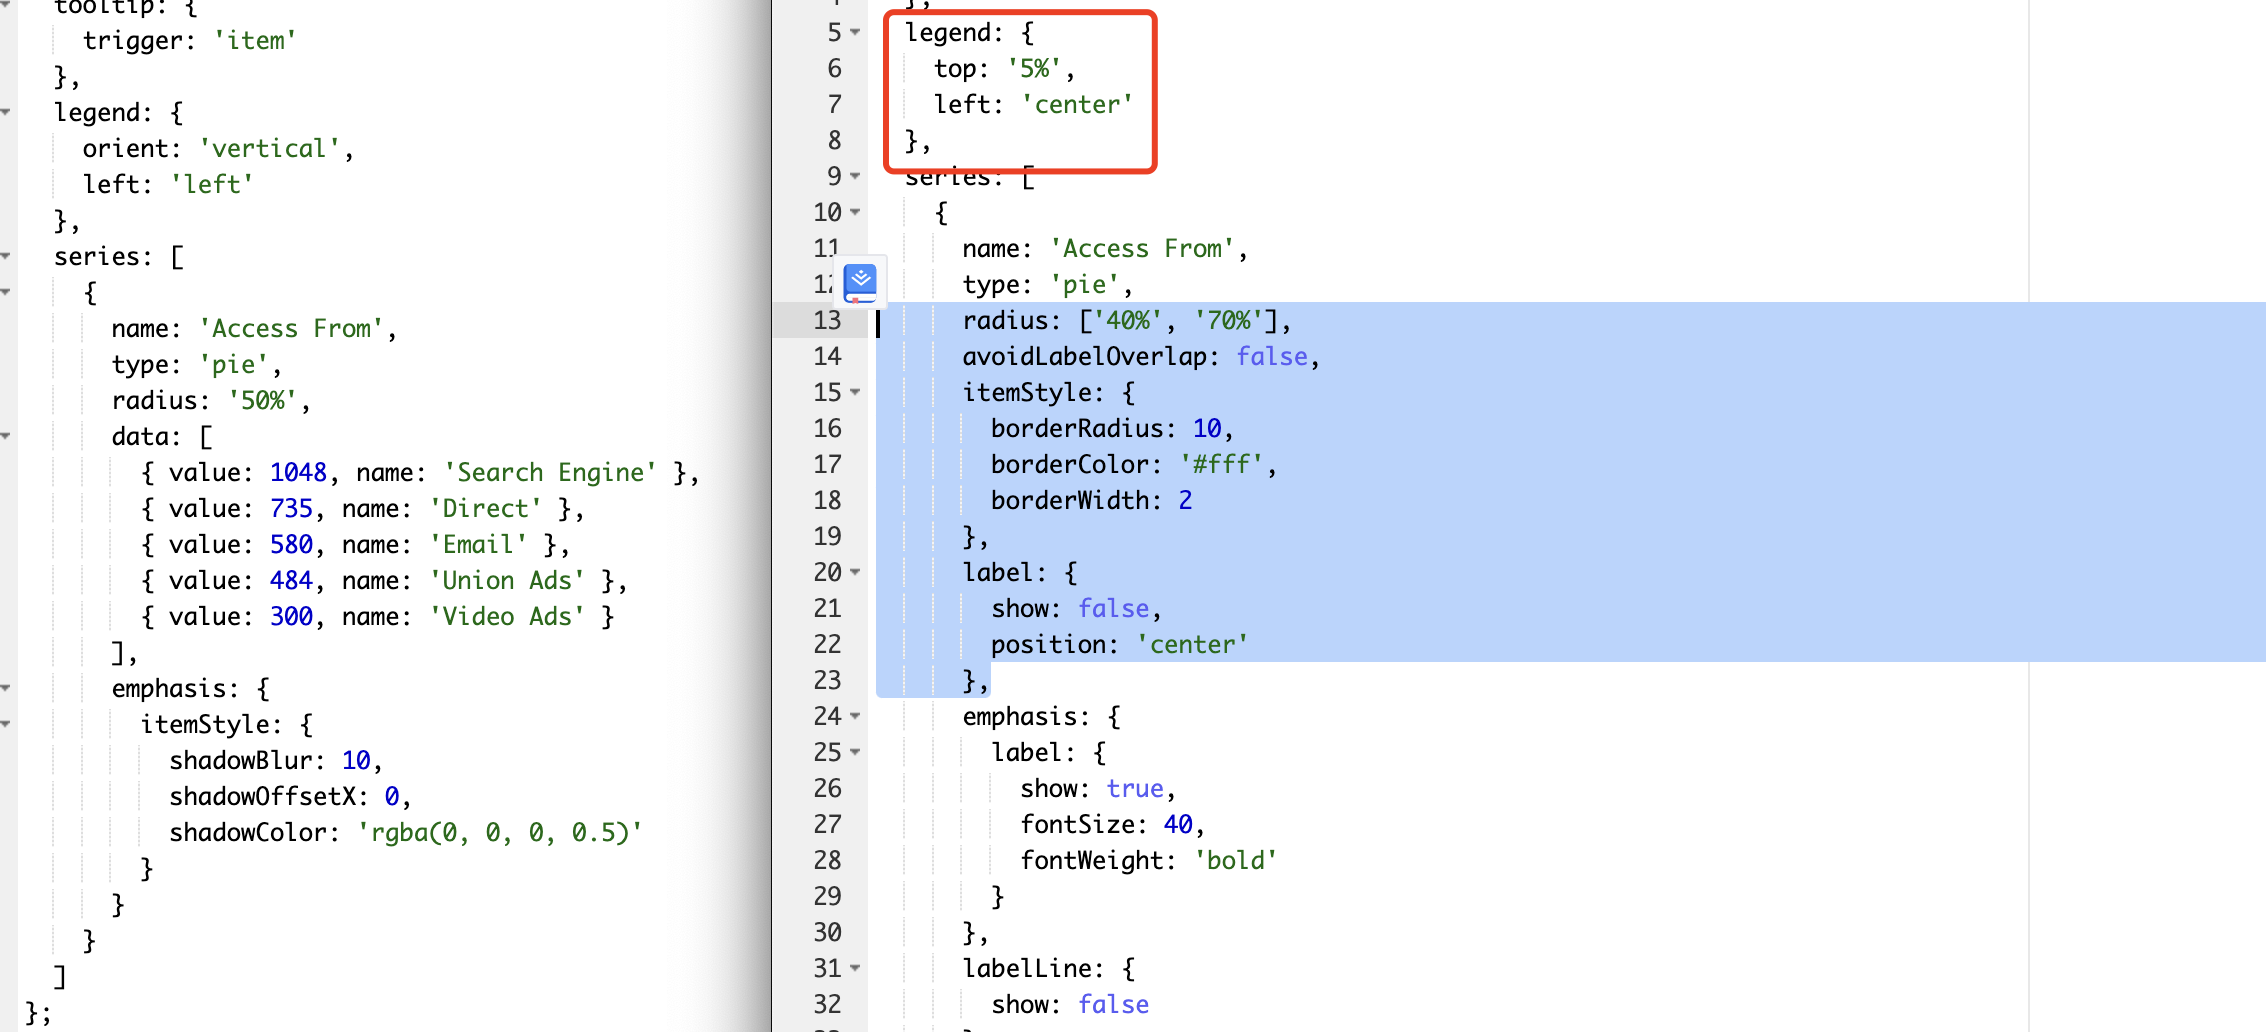 tooltip: {
    trigger: 'item'
  },
  legend: {
    orient: 'vertical',
    left: 'left'
  },
  series: [
    {
      name: 'Access From',
      type: 'pie',
      radius: '50%',
      data: [
        { value: 1048, name: 'Search Engine' },
        { value: 735, name: 'Direct' },
        { value: 580, name: 'Email' },
        { value: 484, name: 'Union Ads' },
        { value: 300, name: 'Video Ads' }
      ],
      emphasis: {
        itemStyle: {
          shadowBlur: 10,
          shadowOffsetX: 0,
          shadowColor: 'rgba(0, 0, 0, 0.5)'
        }
      }
    }
  ]
};
4 },
5 legend: {
6   top: '5%',
7   left: 'center'
8 },
9 series: [
10   {
11     name: 'Access From',
12     type: 'pie',
13     radius: ['40%', '70%'],
14     avoidLabelOverlap: false,
15     itemStyle: {
16       borderRadius: 10,
17       borderColor: '#fff',
18       borderWidth: 2
19     },
20     label: {
21       show: false,
22       position: 'center'
23     },
24     emphasis: {
25       label: {
26         show: true,
27         fontSize: 40,
28         fontWeight: 'bold'
29       }
30     },
31     labelLine: {
32       show: false